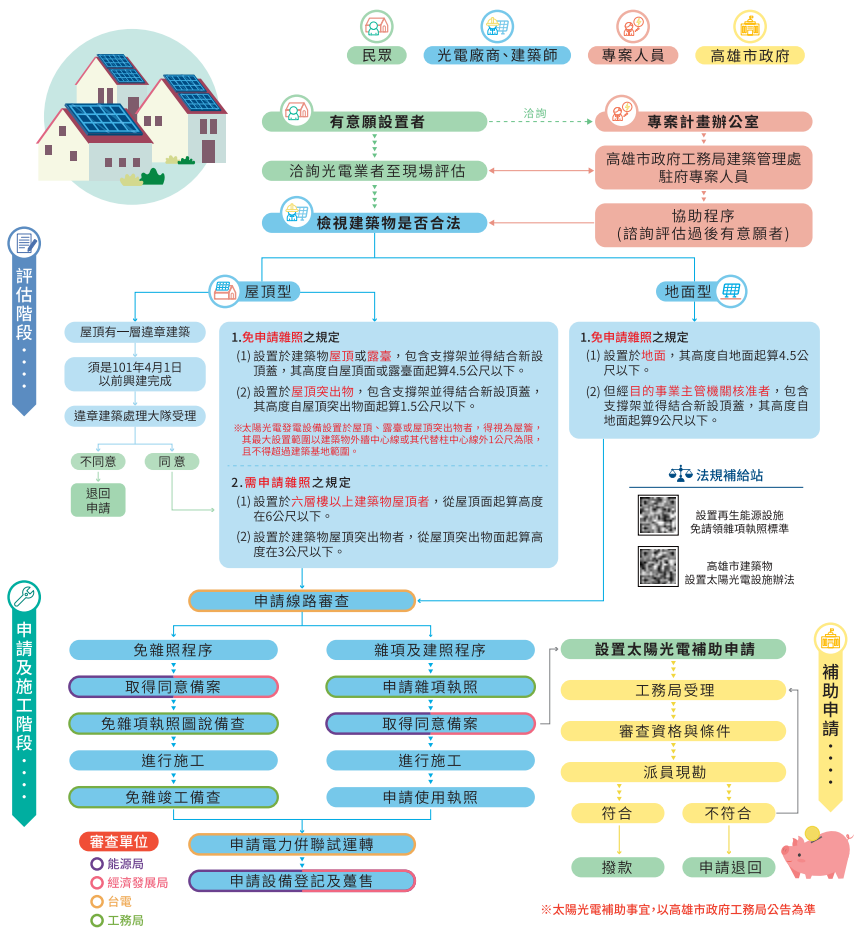 民眾
光電廠商、建築師
專案人員
高雄市政府
有意願設置者
洽詢
專案計畫辦公室
洽詢光電業者至現場評估
高雄市政府工務局建築管理處
駐府專案人員
檢視建築物是否合法
協助程序
(諮詢評估過後有意願者)
評估階段
屋頂型
地面型
屋頂有一層違章建築
須是101年4月1日
以前興建完成
違章建築處理大隊受理
不同意
同 意
退回
申請
1.免申請雜照之規定
(1) 設置於建築物屋頂或露臺，包含支撐架並得結合新設
頂蓋，其高度自屋頂面或露臺面起算4.5公尺以下。
(2) 設置於屋頂突出物，包含支撐架並得結合新設頂蓋，
其高度自屋頂突出物面起算1.5公尺以下。
※太陽光電發電設備設置於屋頂、露臺或屋頂突出物者，得視為屋簷，
其最大設置範圍以建築物外牆中心線或其代替柱中心線外1公尺為限，
且不得超過建築基地範圍。
2.需申請雜照之規定
(1) 設置於六層樓以上建築物屋頂者，從屋頂面起算高度
在6公尺以下。
(2) 設置於建築物屋頂突出物者，從屋頂突出物面起算高
度在3公尺以下。
1.免申請雜照之規定
(1) 設置於地面，其高度自地面起算4.5公
尺以下。
(2) 但經目的事業主管機關核准者，包含
支撐架並得結合新設頂蓋，其高度自
地面起算9公尺以下。
法規補給站
設置再生能源設施
免請領雜項執照標準
高雄市建築物
設置太陽光電設施辦法
申請及施工階段
申請線路審查
免雜照程序
取得同意備案
免雜項執照圖說備查
進行施工
免雜竣工備查
雜項及建照程序
申請雜項執照
取得同意備案
進行施工
申請使用執照
申請電力併聯試運轉
申請設備登記及躉售
設置太陽光電補助申請
工務局受理
審查資格與條件
派員現勘
符合
不符合
撥款
申請退回
補助申請
審查單位
能源局
經濟發展局
台電
工務局
※太陽光電補助事宜，以高雄市政府工務局公告為準